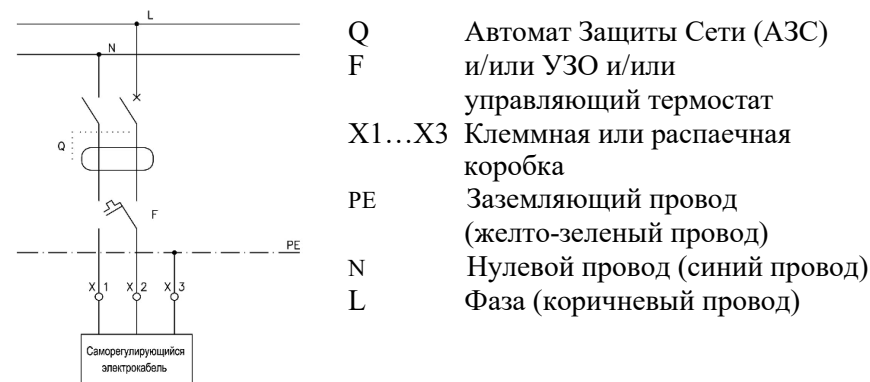 L
N
Q
F
PE
X 1 X 2 X 3
Саморегулирующийся
электрокабель
Q Автомат Защиты Сети (АЗС)
F и/или УЗО и/или
управляющий термостат
X1…X3 Клеммная или распаечная
коробка
PE Заземляющий провод
(желто-зеленый провод)
N Нулевой провод (синий провод)
L Фаза (коричневый провод)